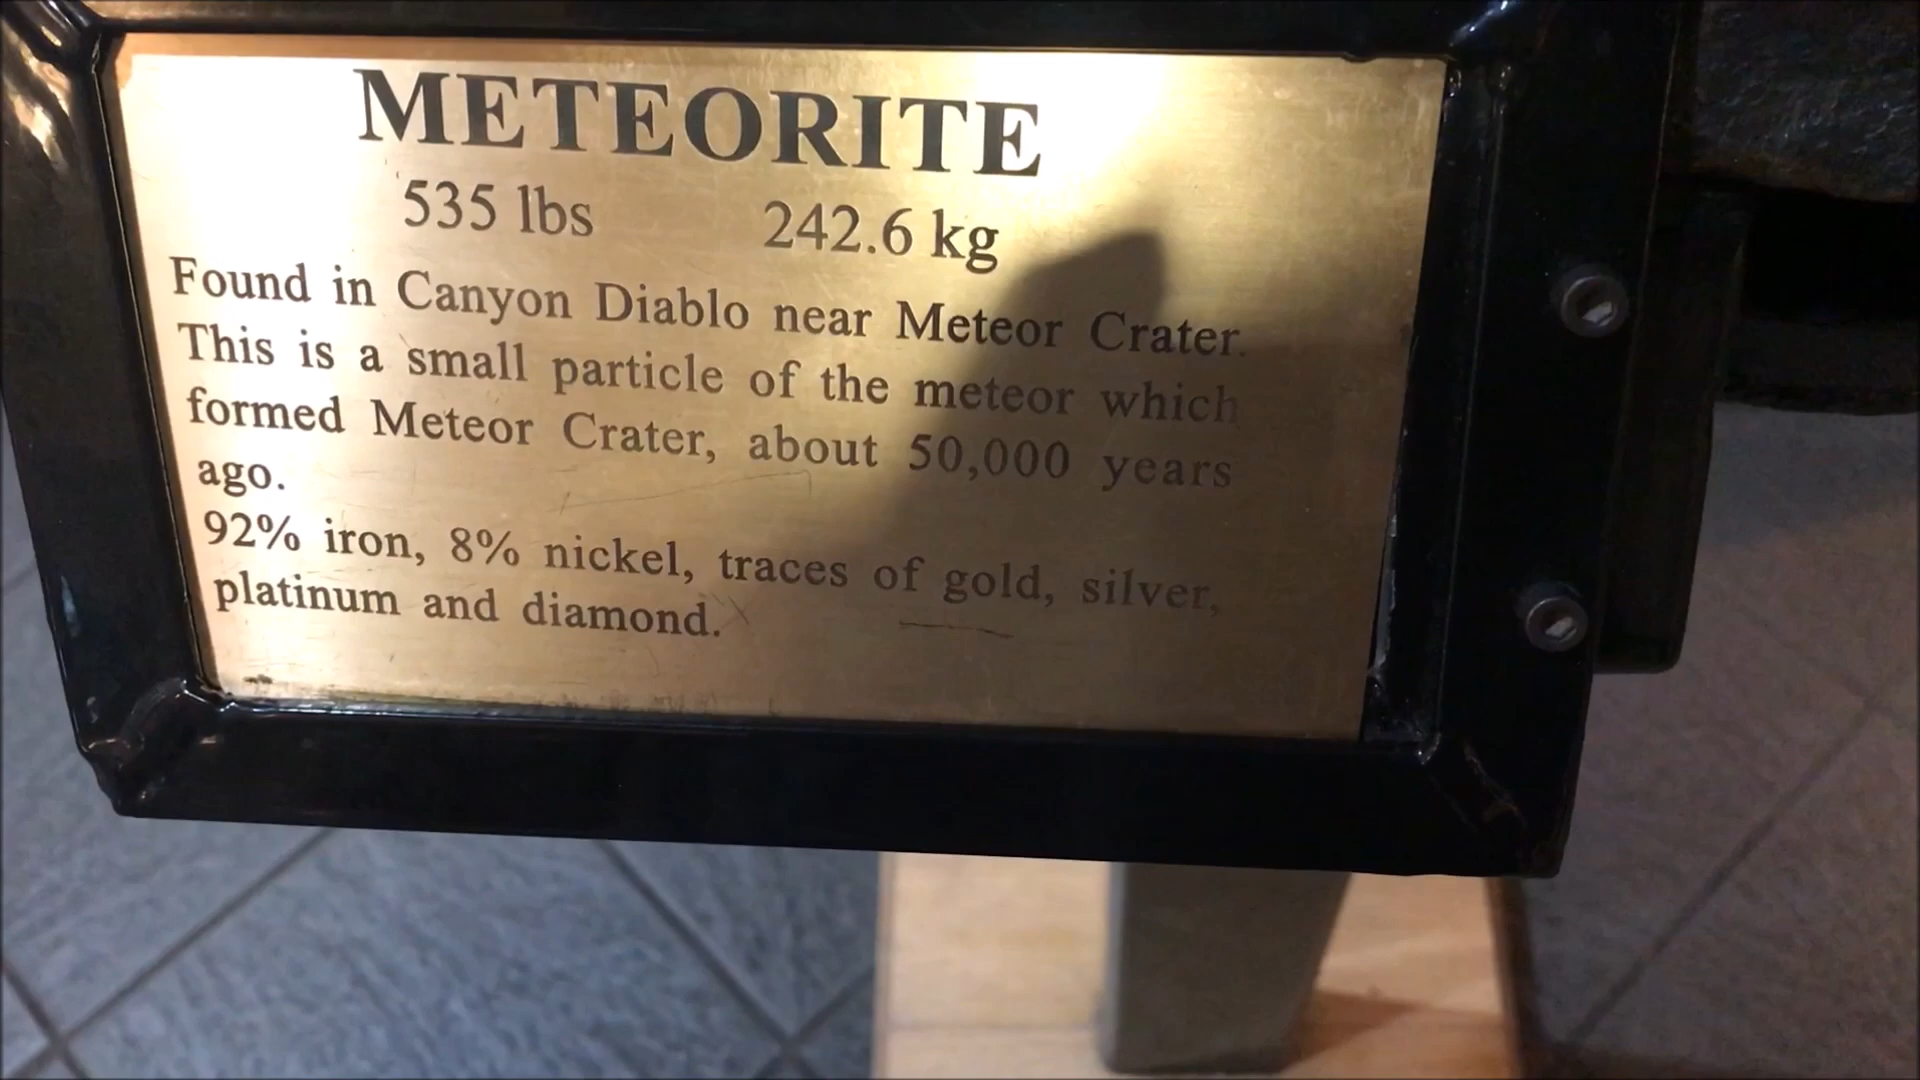 METEORITE
535 lbs 242.6 kg
Found in Canyon Diablo near Meteor Crater.
This is a small particle of the meteor which
formed Meteor Crater, about 50,000 years
ago.
92% iron, 8% nickel, traces of gold, silver,
platinum and diamond.